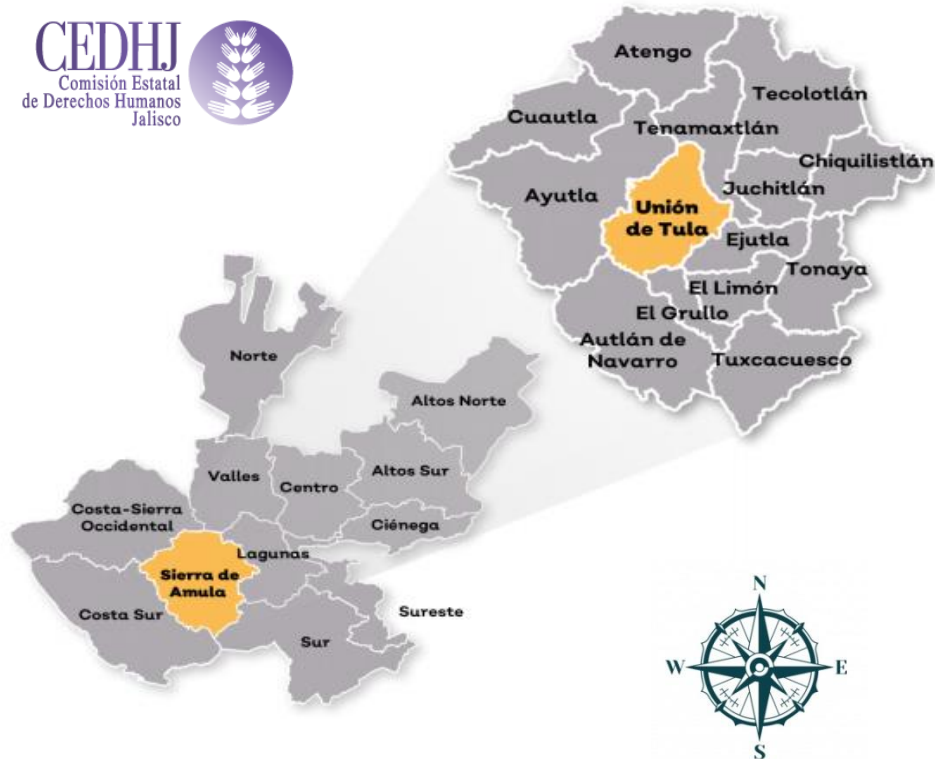 CEDHJ
Comisión Estatal
de Derechos Humanos
Jalisco
Atengo
Tecolotlán
Cuautla
Tenamaxtlán
Chiquilistlán
Ayutla
Juchitlán
Unión
de Tula
Ejutla
Tonaya
El Limón
El Grullo
Autlán de
Navarro
Tuxcacuesco
Norte
Altos Norte
Valles
Centro
Altos Sur
Costa-Sierra
Occidental
Ciénega
Lagunas
Sierra de
Amula
Costa Sur
Sureste
Sur
N
W
E
S